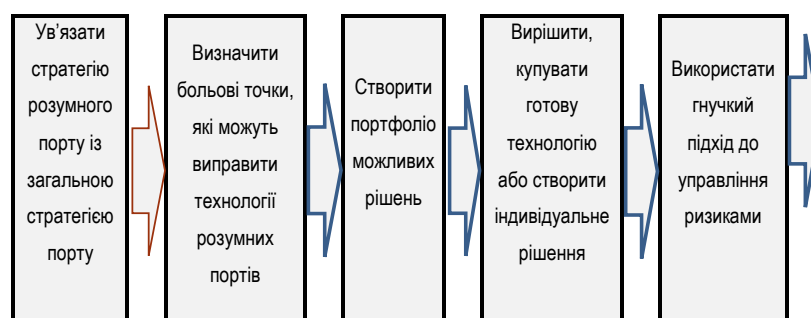 Ув'язати
стратегію
розумного
порту із
загальною
стратегією
порту
Визначити
больові точки,
які можуть
виправити
технології
розумних
портів
Створити
портфоліо
можливих
рішень
Вирішити,
купувати
готову
технологію
або створити
індивідуальне
рішення
Використати
гнучкий
підхід до
управління
ризиками